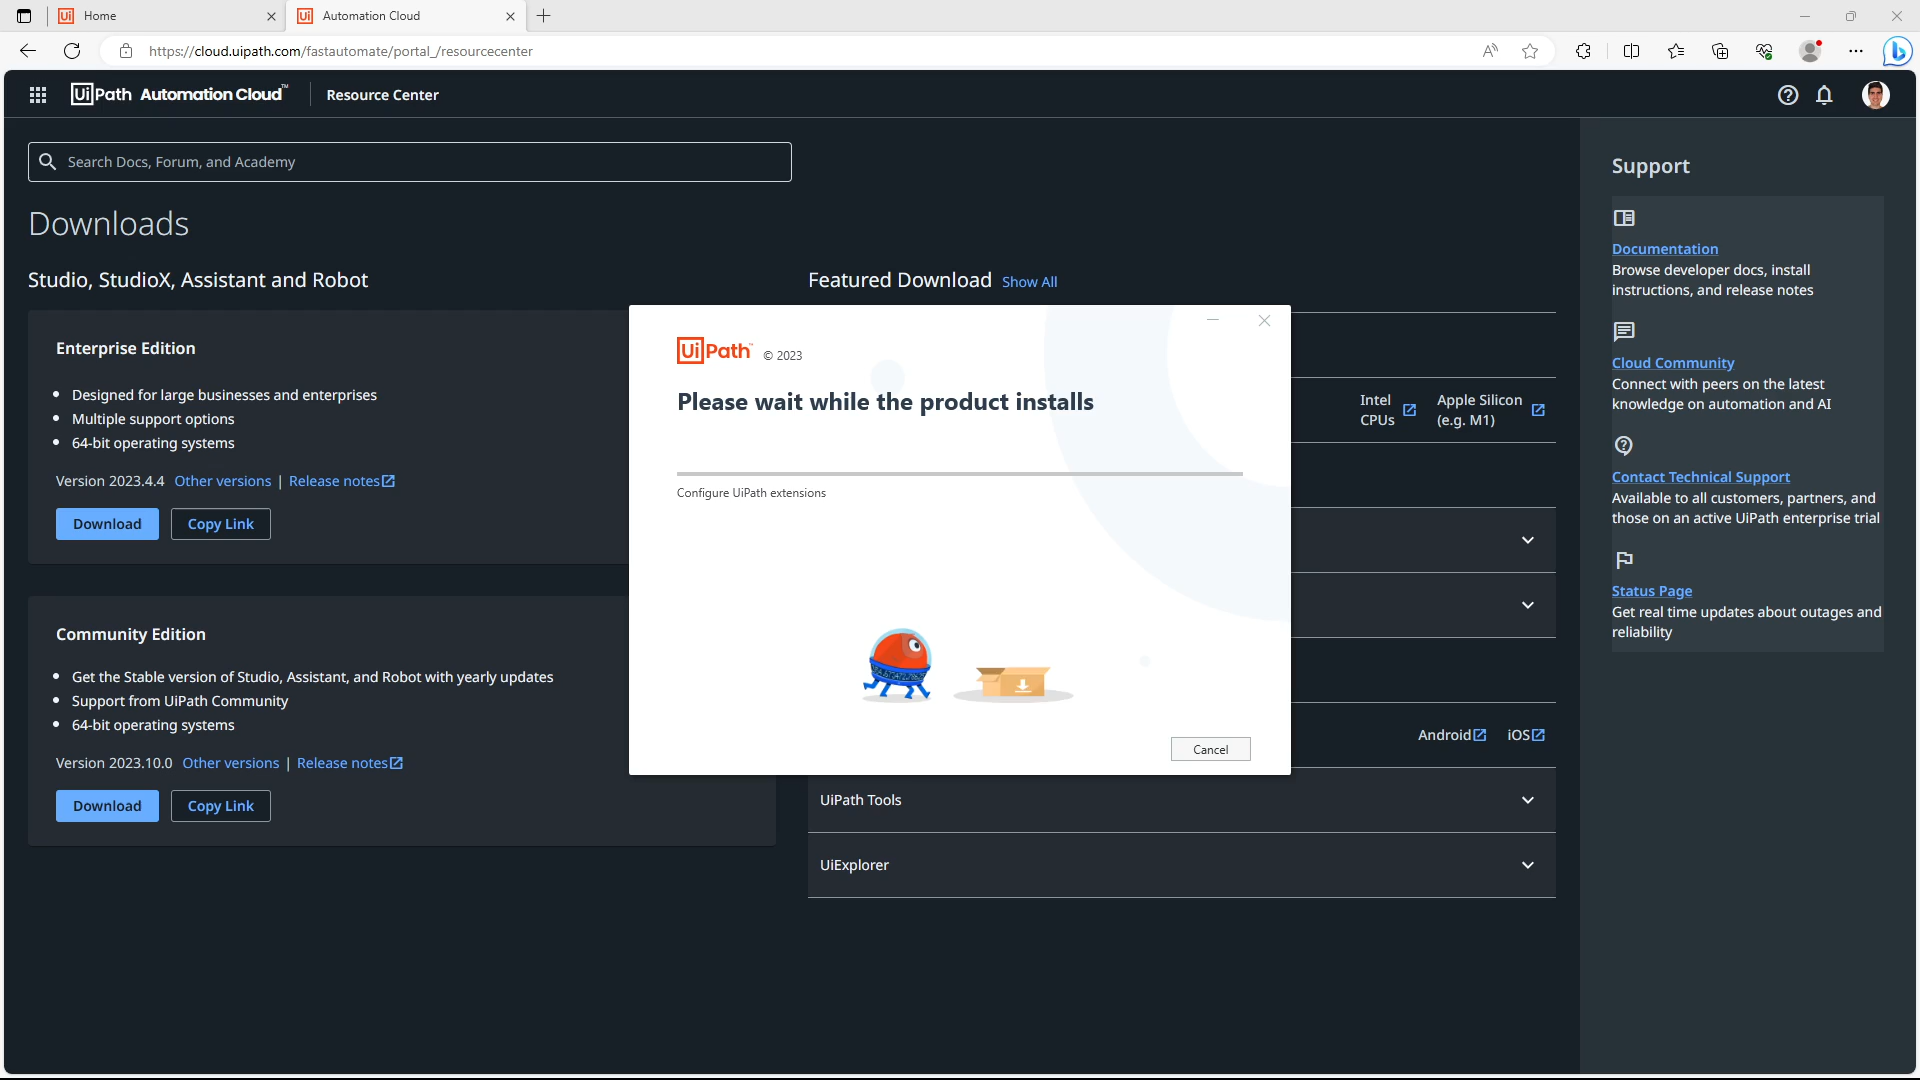 Home
Automation Cloud
https://cloud.uipath.com/fastautomate/portal_/resourcecenter
UiPath Automation Cloud™
Resource Center
Search Docs, Forum, and Academy
Downloads
Studio, StudioX, Assistant and Robot
Enterprise Edition
Designed for large businesses and enterprises
Multiple support options
64-bit operating systems
Version 2023.4.4 Other versions | Release notes
Download
Copy Link
Community Edition
Get the Stable version of Studio, Assistant, and Robot with yearly updates
Support from UiPath Community
64-bit operating systems
Version 2023.10.0 Other versions | Release notes
Download
Copy Link
Featured Download Show All
Intel
CPUs
Apple Silicon
(e.g. M1)
Android
iOS
UiPath Tools
UiExplorer
UiPath™ © 2023
Please wait while the product installs
Configure UiPath extensions
Cancel
Support
Documentation
Browse developer docs, install
instructions, and release notes
Cloud Community
Connect with peers on the latest
knowledge on automation and AI
Contact Technical Support
Available to all customers, partners, and
those on an active UiPath enterprise trial
Status Page
Get real time updates about outages and
reliability